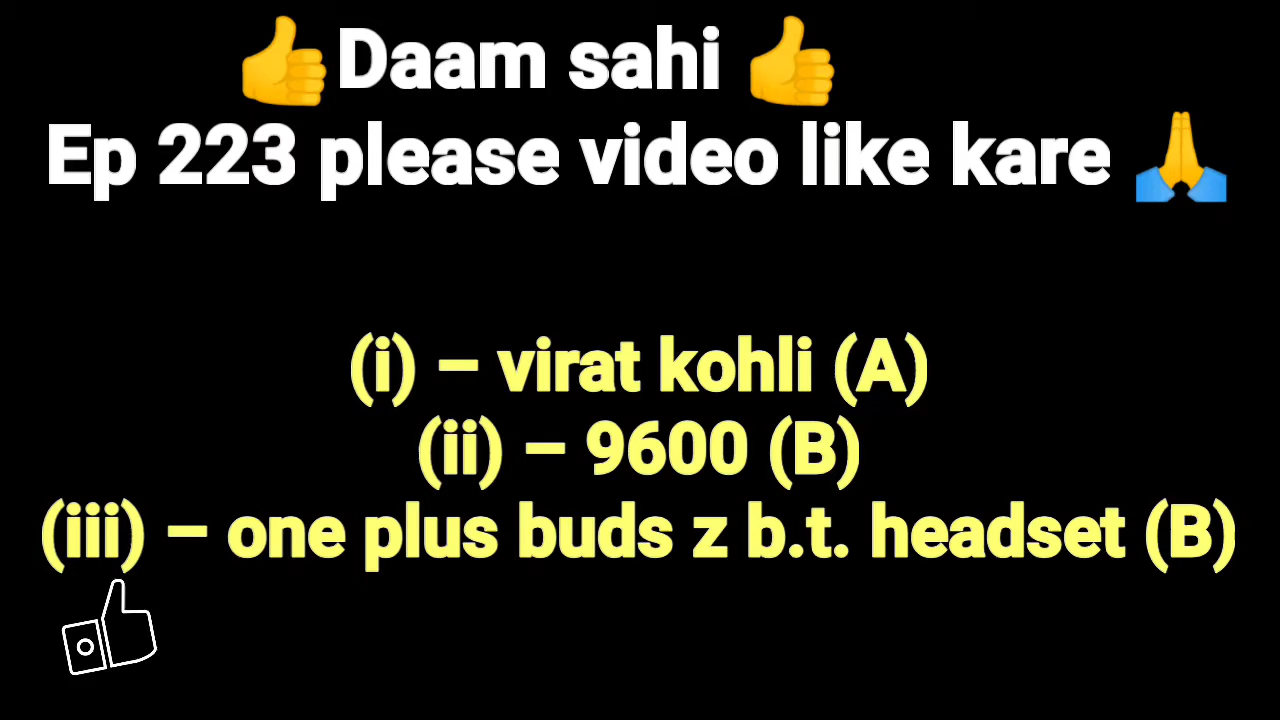 👍Daam sahi 👍
Ep 223 please video like kare 🙏
(i) – virat kohli (A)
(ii) – 9600 (B)
(iii) – one plus buds z b.t. headset (B)